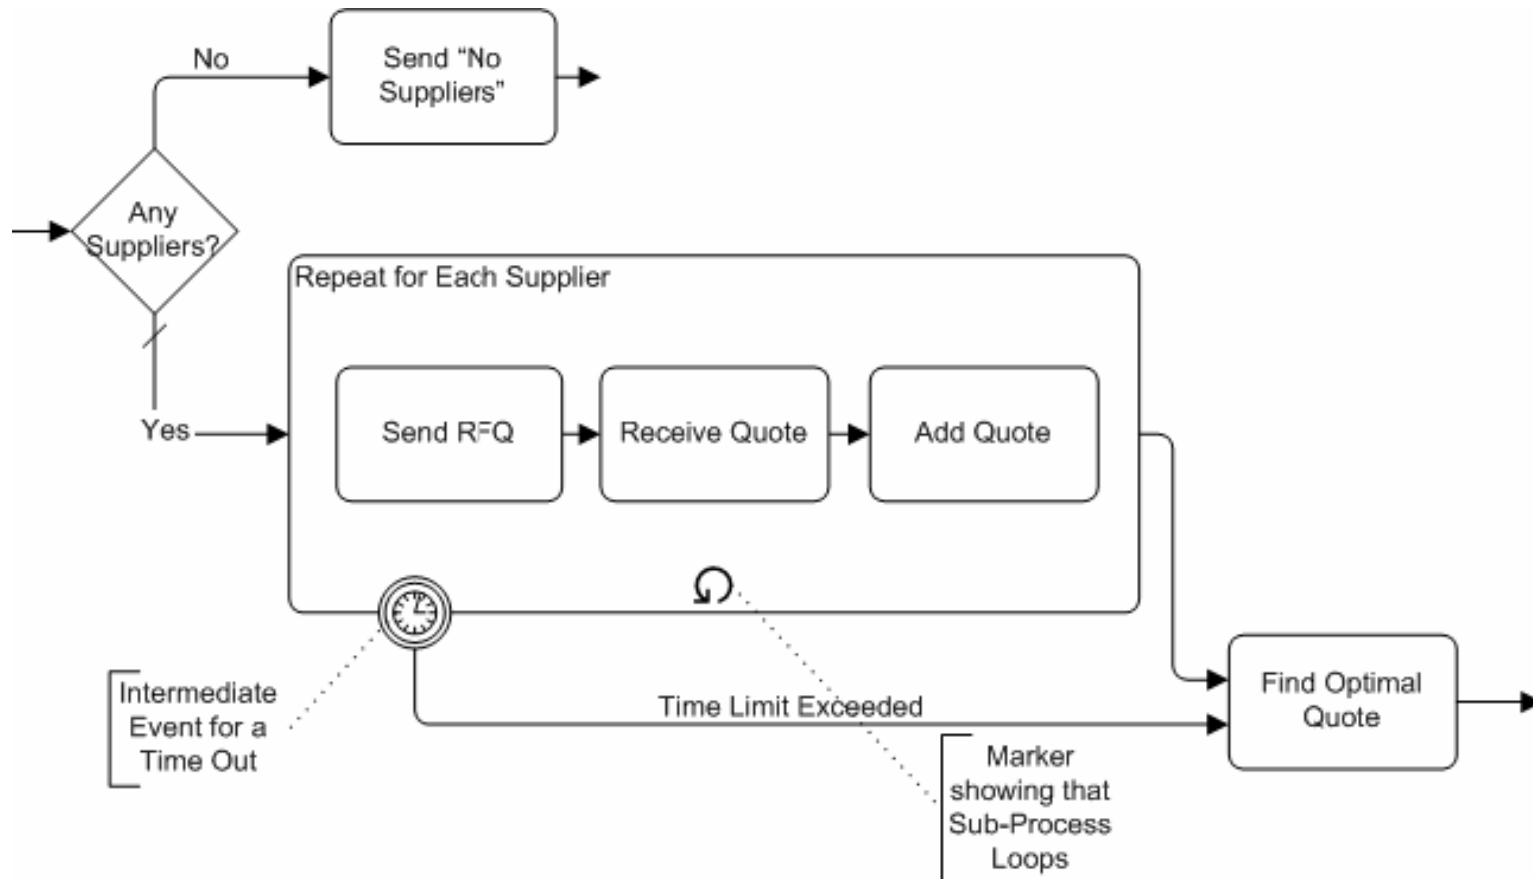 No
Send “No
Suppliers”
Any
Suppliers?
Repeat for Each Supplier
Yes
Send RFQ
Receive Quote
Add Quote
Intermediate
Event for a
Time Out
Time Limit Exceeded
Find Optimal
Quote
Marker
showing that
Sub-Process
Loops